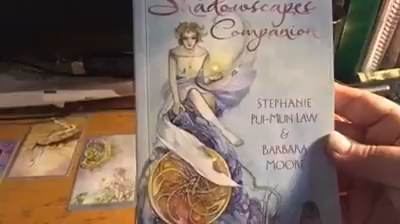 Shadowscapes
Companion
STEPHANIE
PUI-MUN LAW
&
BARBARA
MOORE